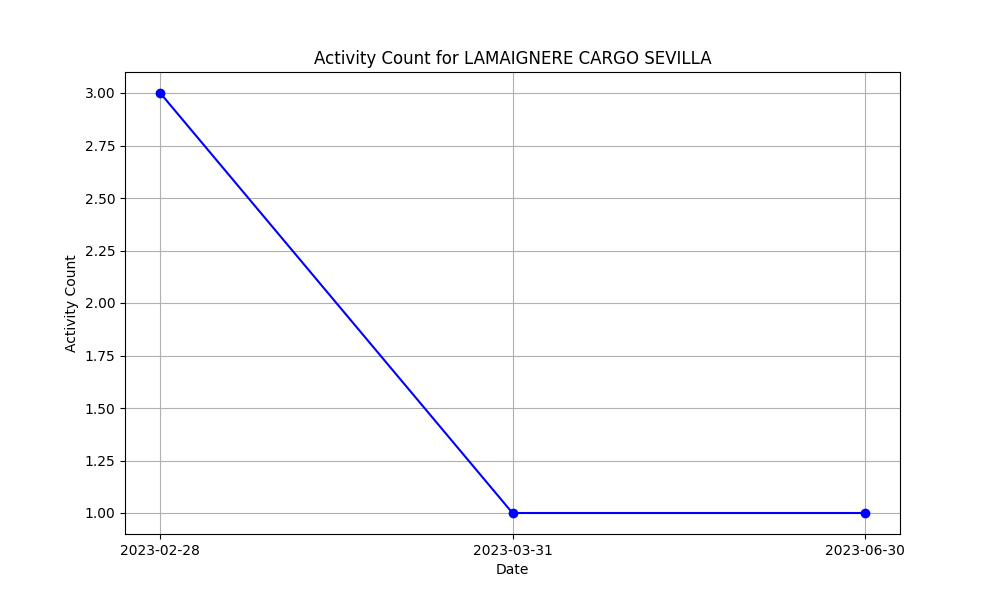 Activity Count for LAMAIGNERE CARGO SEVILLA
3.00
2.75
2.50
2.25
2.00
1.75
1.50
1.25
1.00
Activity Count
2023-02-28 2023-03-31 2023-06-30
Date